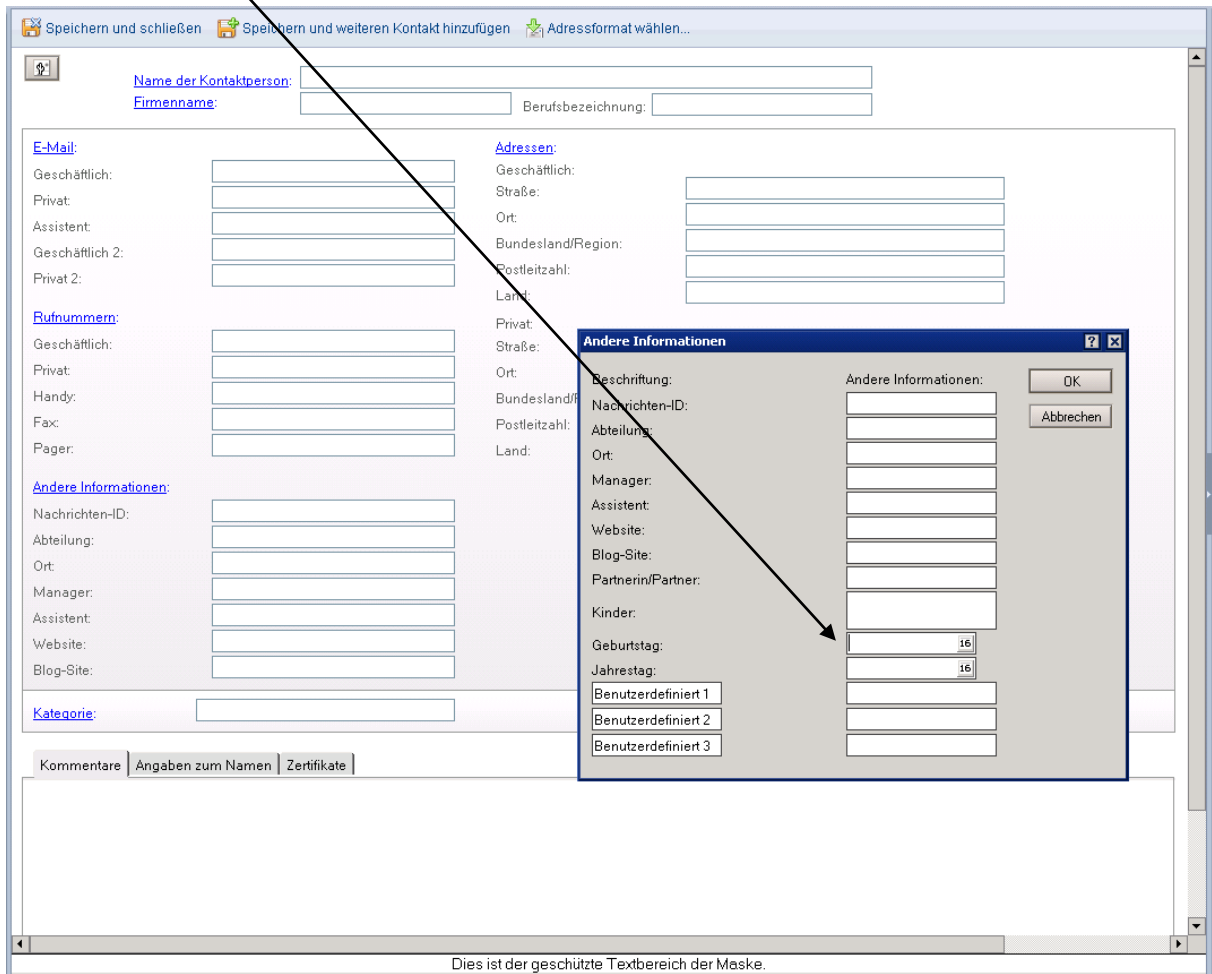 Speichern und schließen Speichern und weiteren Kontakt hinzufügen Adressformat wählen...
Name der Kontaktperson:
Firmenname: Berufsbezeichnung:
E-Mail:
Geschäftlich:
Privat:
Assistent:
Geschäftlich 2:
Privat 2:
Rufnummern:
Geschäftlich:
Privat:
Handy:
Fax:
Pager:
Andere Informationen:
Nachrichten-ID:
Abteilung:
Ort:
Manager:
Assistent:
Website:
Blog-Site:
Adressen:
Geschäftlich:
Straße:
Ort:
Bundesland/Region:
Postleitzahl:
Land:
Privat:
Straße:
Ort:
Bundesland/
Postleitzahl:
Land:
Andere Informationen
Beschriftung: Andere Informationen: OK
Nachrichten-ID: Abbrechen
Abteilung:
Ort:
Manager:
Assistent:
Website:
Blog-Site:
Partnerin/Partner:
Kinder:
Geburtstag: 16
Jahrestag: 16
Benutzerdefiniert 1
Benutzerdefiniert 2
Benutzerdefiniert 3
Kategorie:
Kommentare Angaben zum Namen Zertifikate
Dies ist der geschützte Textbereich der Maske.